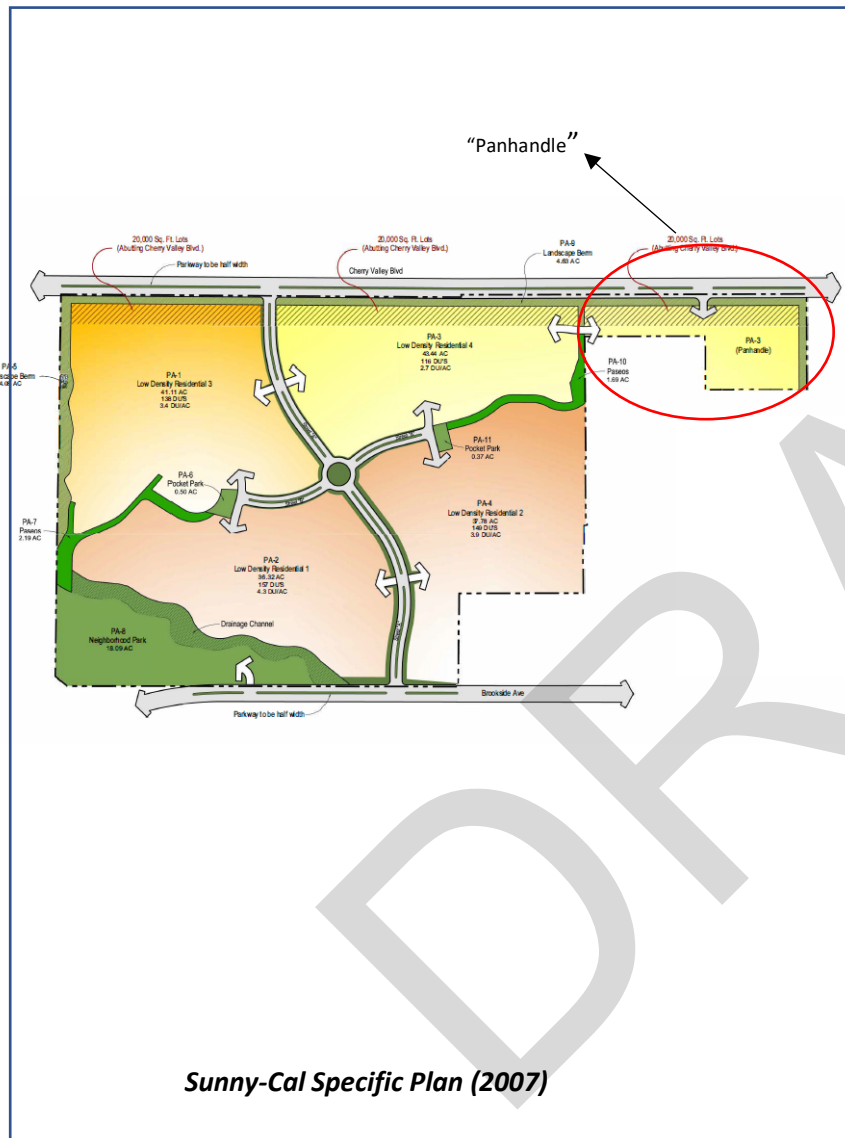 “Panhandle”
20,000 Sq. Ft. Lots
(Abutting Cherry Valley Blvd.)
20,000 Sq. Ft. Lots
(Abutting Cherry Valley Blvd.)
PA-9
Landscape Berm
4.63 AC
20,000 Sq. Ft. Lots
(Abutting Cherry Valley Blvd.)
Parkway to be half width
Cherry Valley Blvd
PA-3
Low Density Residential 4
43.44 AC
116 DU'S
2.7 DU/AC
PA-3
(Panhandle)
PA-5
scape Berm
PA-1
Low Density Residential 3
41.11 AC
138 DU'S
3.4 DU/AC
PA-10
Paseos
1.69 AC
PA-11
Pocket Park
0.37 AC
PA-6
Pocket Park
0.50 AC
PA-7
Paseos
2.19 AC
PA-4
Low Density Residential 2
37.78 AC
149 DU'S
3.9 DU/AC
PA-2
Low Density Residential 1
36.32 AC
157 DU'S
4.3 DU/AC
Drainage Channel
PA-8
Neighborhood Park
18.09 AC
Brookside Ave
Parkway to be half width
Sunny-Cal Specific Plan (2007)
DRA